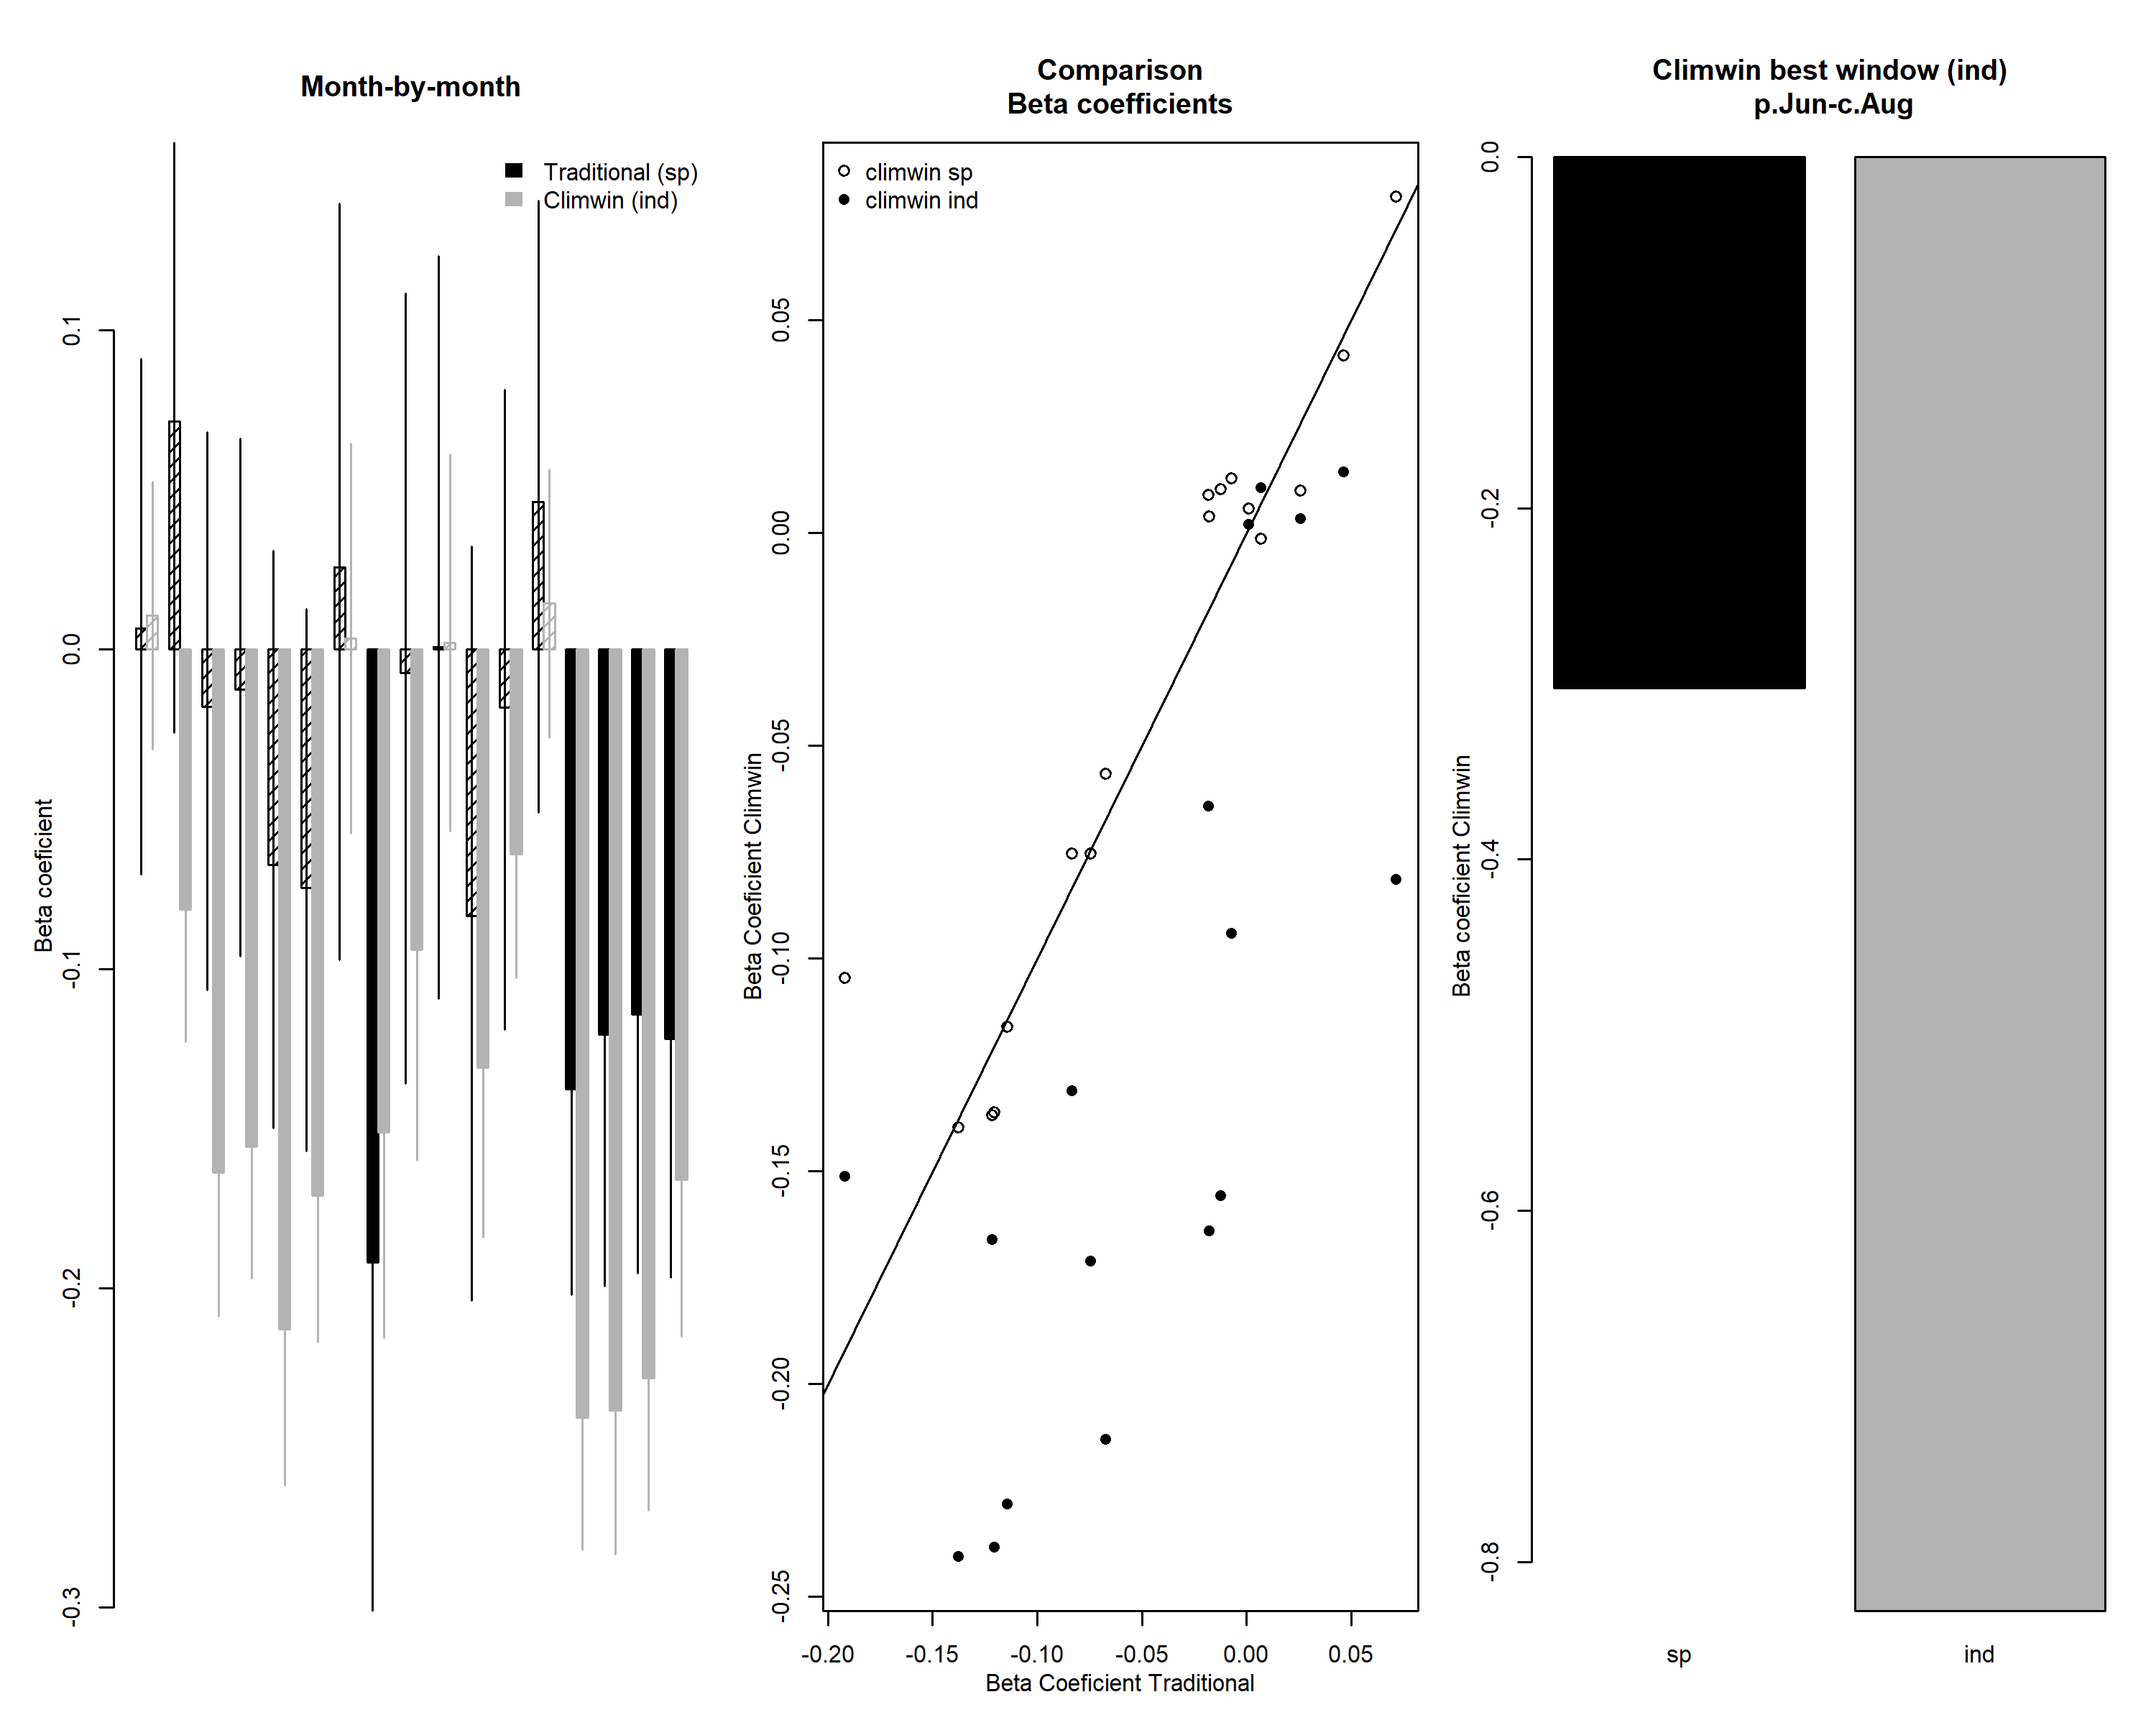 Month-by-month
Traditional (sp)
Climwin (ind)
Beta coeficient
0.1
0.0
-0.1
-0.2
-0.3
Comparison
Beta coefficients
climwin sp
climwin ind
Beta Coeficient Climwin
0.05
0.00
-0.05
-0.10
-0.15
-0.20
-0.25
-0.20 -0.15 -0.10 -0.05 0.00 0.05
Beta Coeficient Traditional
Climwin best window (ind)
p.Jun-c.Aug
Beta coeficient Climwin
0.0
-0.2
-0.4
-0.6
-0.8
sp ind